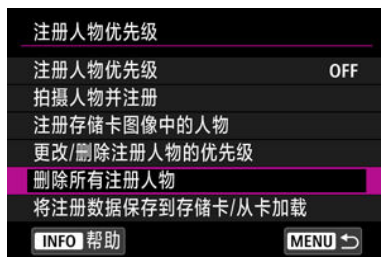 注册人物优先级
注册人物优先级 OFF
拍摄人物并注册
注册存储卡图像中的人物
更改/删除注册人物的优先级
删除所有注册人物
将注册数据保存到存储卡/从卡加载
INFO 帮助 MENU